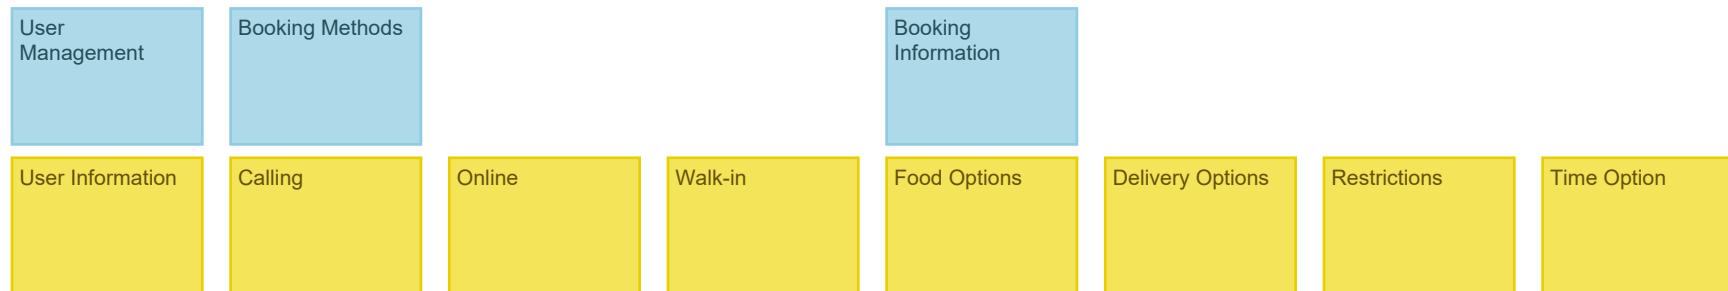 User
Management
Booking Methods
Booking
Information
User Information
Calling
Online
Walk-in
Food Options
Delivery Options
Restrictions
Time Option